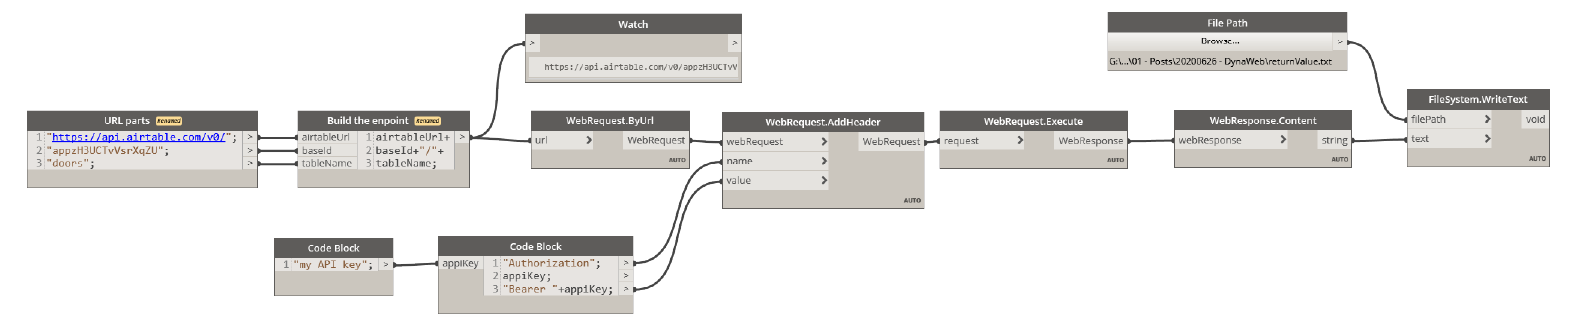 Watch
>
>
https://api.airtable.com/v0/appzH3UCTvV
File Path
Browse...
>
G:\...\01 - Posts\20200626 - DynaWeb\returnValue.txt
URL parts Renamed
1 "https://api.airtable.com/v0/"; >
2 "appzH3UCTvVsrXqZU"; >
3 "doors"; >
Build the enpoint Renamed
airtableUrl 1 airtableUrl+ >
baseId 2 baseId+"/"+
tableName 3 tableName;
WebRequest.ByUrl
url > WebRequest
AUTO
WebRequest.AddHeader
webRequest > WebRequest
name >
value >
AUTO
WebRequest.Execute
request > WebResponse
AUTO
WebResponse.Content
webResponse > string
AUTO
FileSystem.WriteText
filePath > void
text >
AUTO
Code Block
1 "my API key"; >
Code Block
appiKey 1 "Authorization"; >
2 appiKey; >
3 "Bearer "+appiKey; >